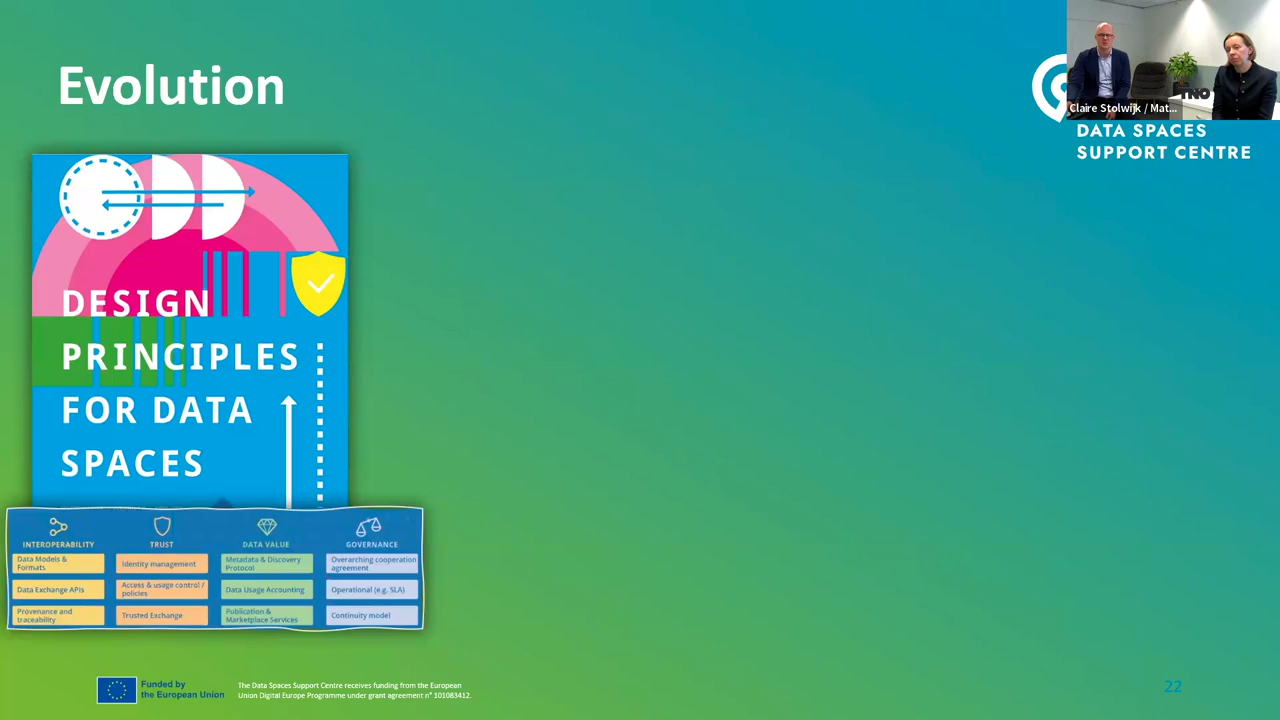 Evolution
TNO
Claire Stolwijk / Mat...
DATA SPACES
SUPPORT CENTRE
DESIGN
PRINCIPLES
FOR DATA
SPACES
INTEROPERABILITY
Data Models &
Formats
Data Exchange APIs
Provenance and
traceability
TRUST
Identity management
Access & usage control /
policies
Trusted Exchange
DATA VALUE
Metadata & Discovery
Protocol
Data Usage Accounting
Publication &
Marketplace Services
GOVERNANCE
Overarching cooperation
agreement
Operational (e.g. SLA)
Continuity model
Funded by
the European Union
The Data Spaces Support Centre receives funding from the European
Union Digital Europe Programme under grant agreement n° 101083412.
22